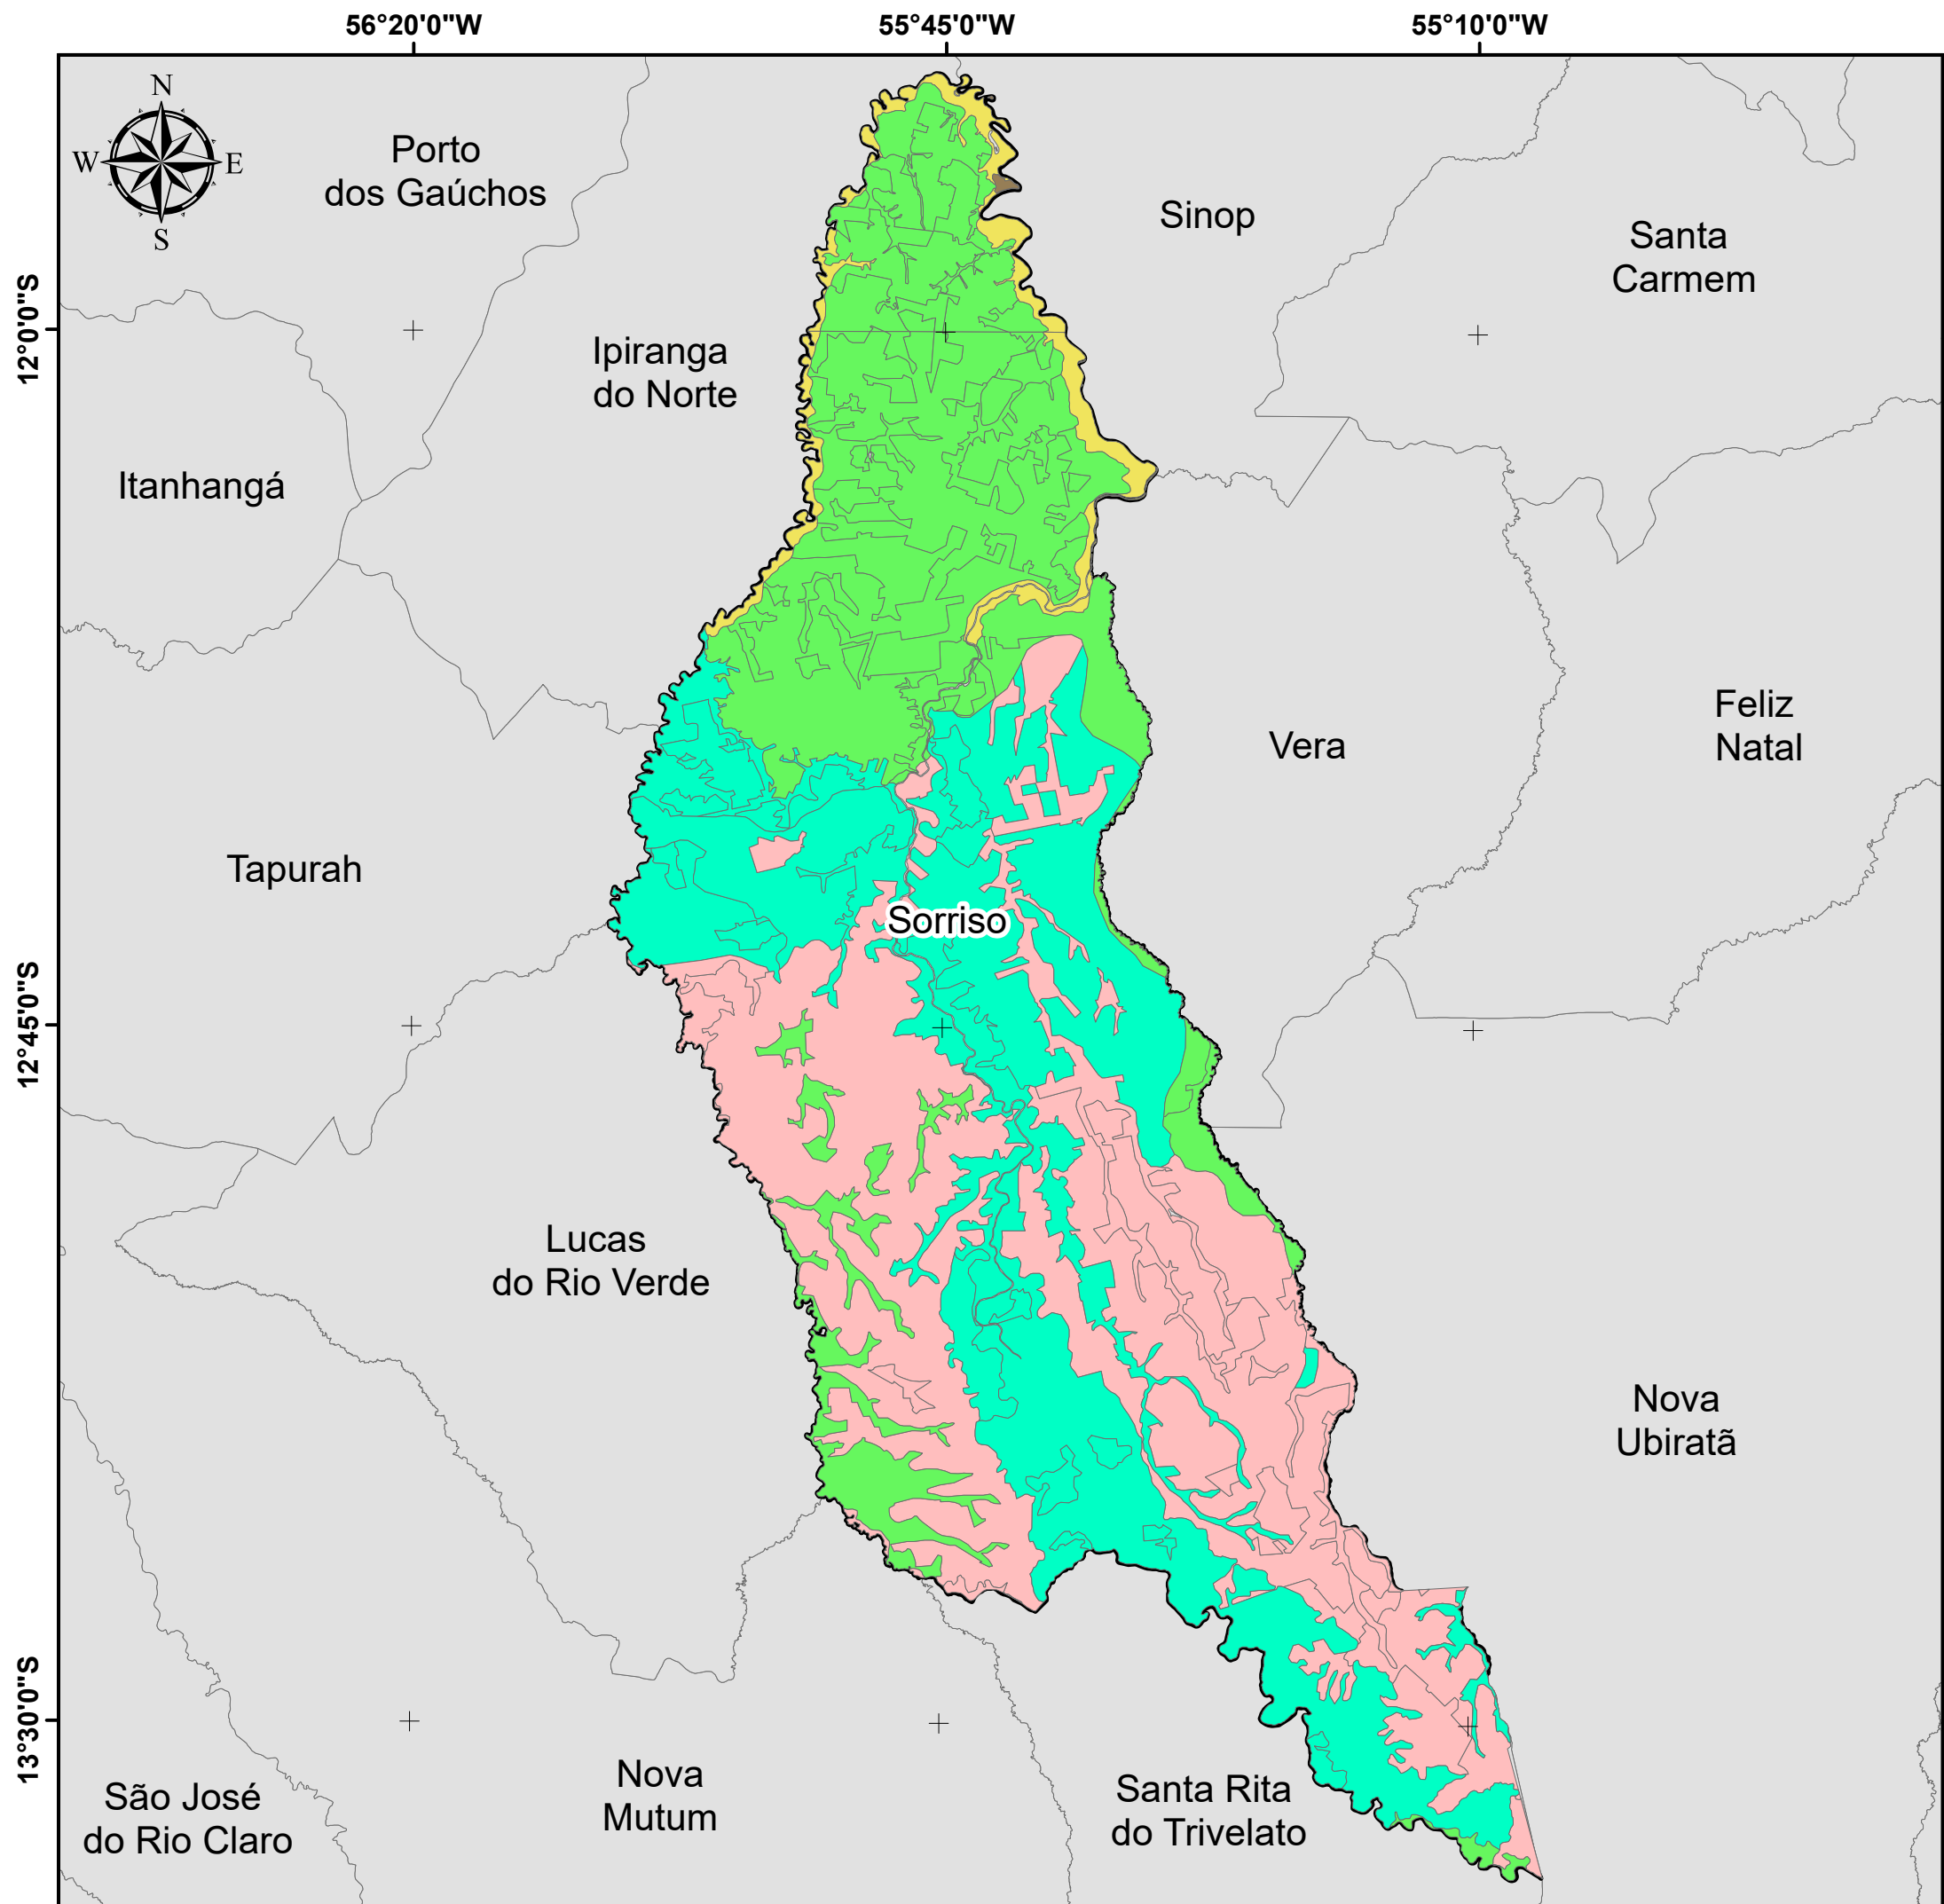 56°20'0"W
55°45'0"W
55°10'0"W
N
W
E
S
Porto
dos Gaúchos
Sinop
Santa
Carmem
12°0'0"S
Ipiranga
do Norte
Itanhangá
Feliz
Natal
Vera
Tapurah
Sorriso
12°45'0"S
Lucas
do Rio Verde
Nova
Ubiratã
13°30'0"S
São José
do Rio Claro
Nova
Mutum
Santa Rita
do Trivelato